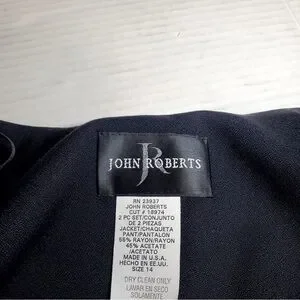 JR
JOHN ROBERTS
RN 23937
JOHN ROBERTS
CUT # 18974
2 PC SET/CONJUNTO
DE 2 PIEZAS
JACKET/CHAQUETA
PANT/PANTALON
55% RAYON/RAYON
45% ACETATE
/ACETATO
MADE IN U.S.A.
HECHO EN EE.UU.
SIZE 14
DRY CLEAN ONLY
LAVAR EN SECO
SOLAMENTE